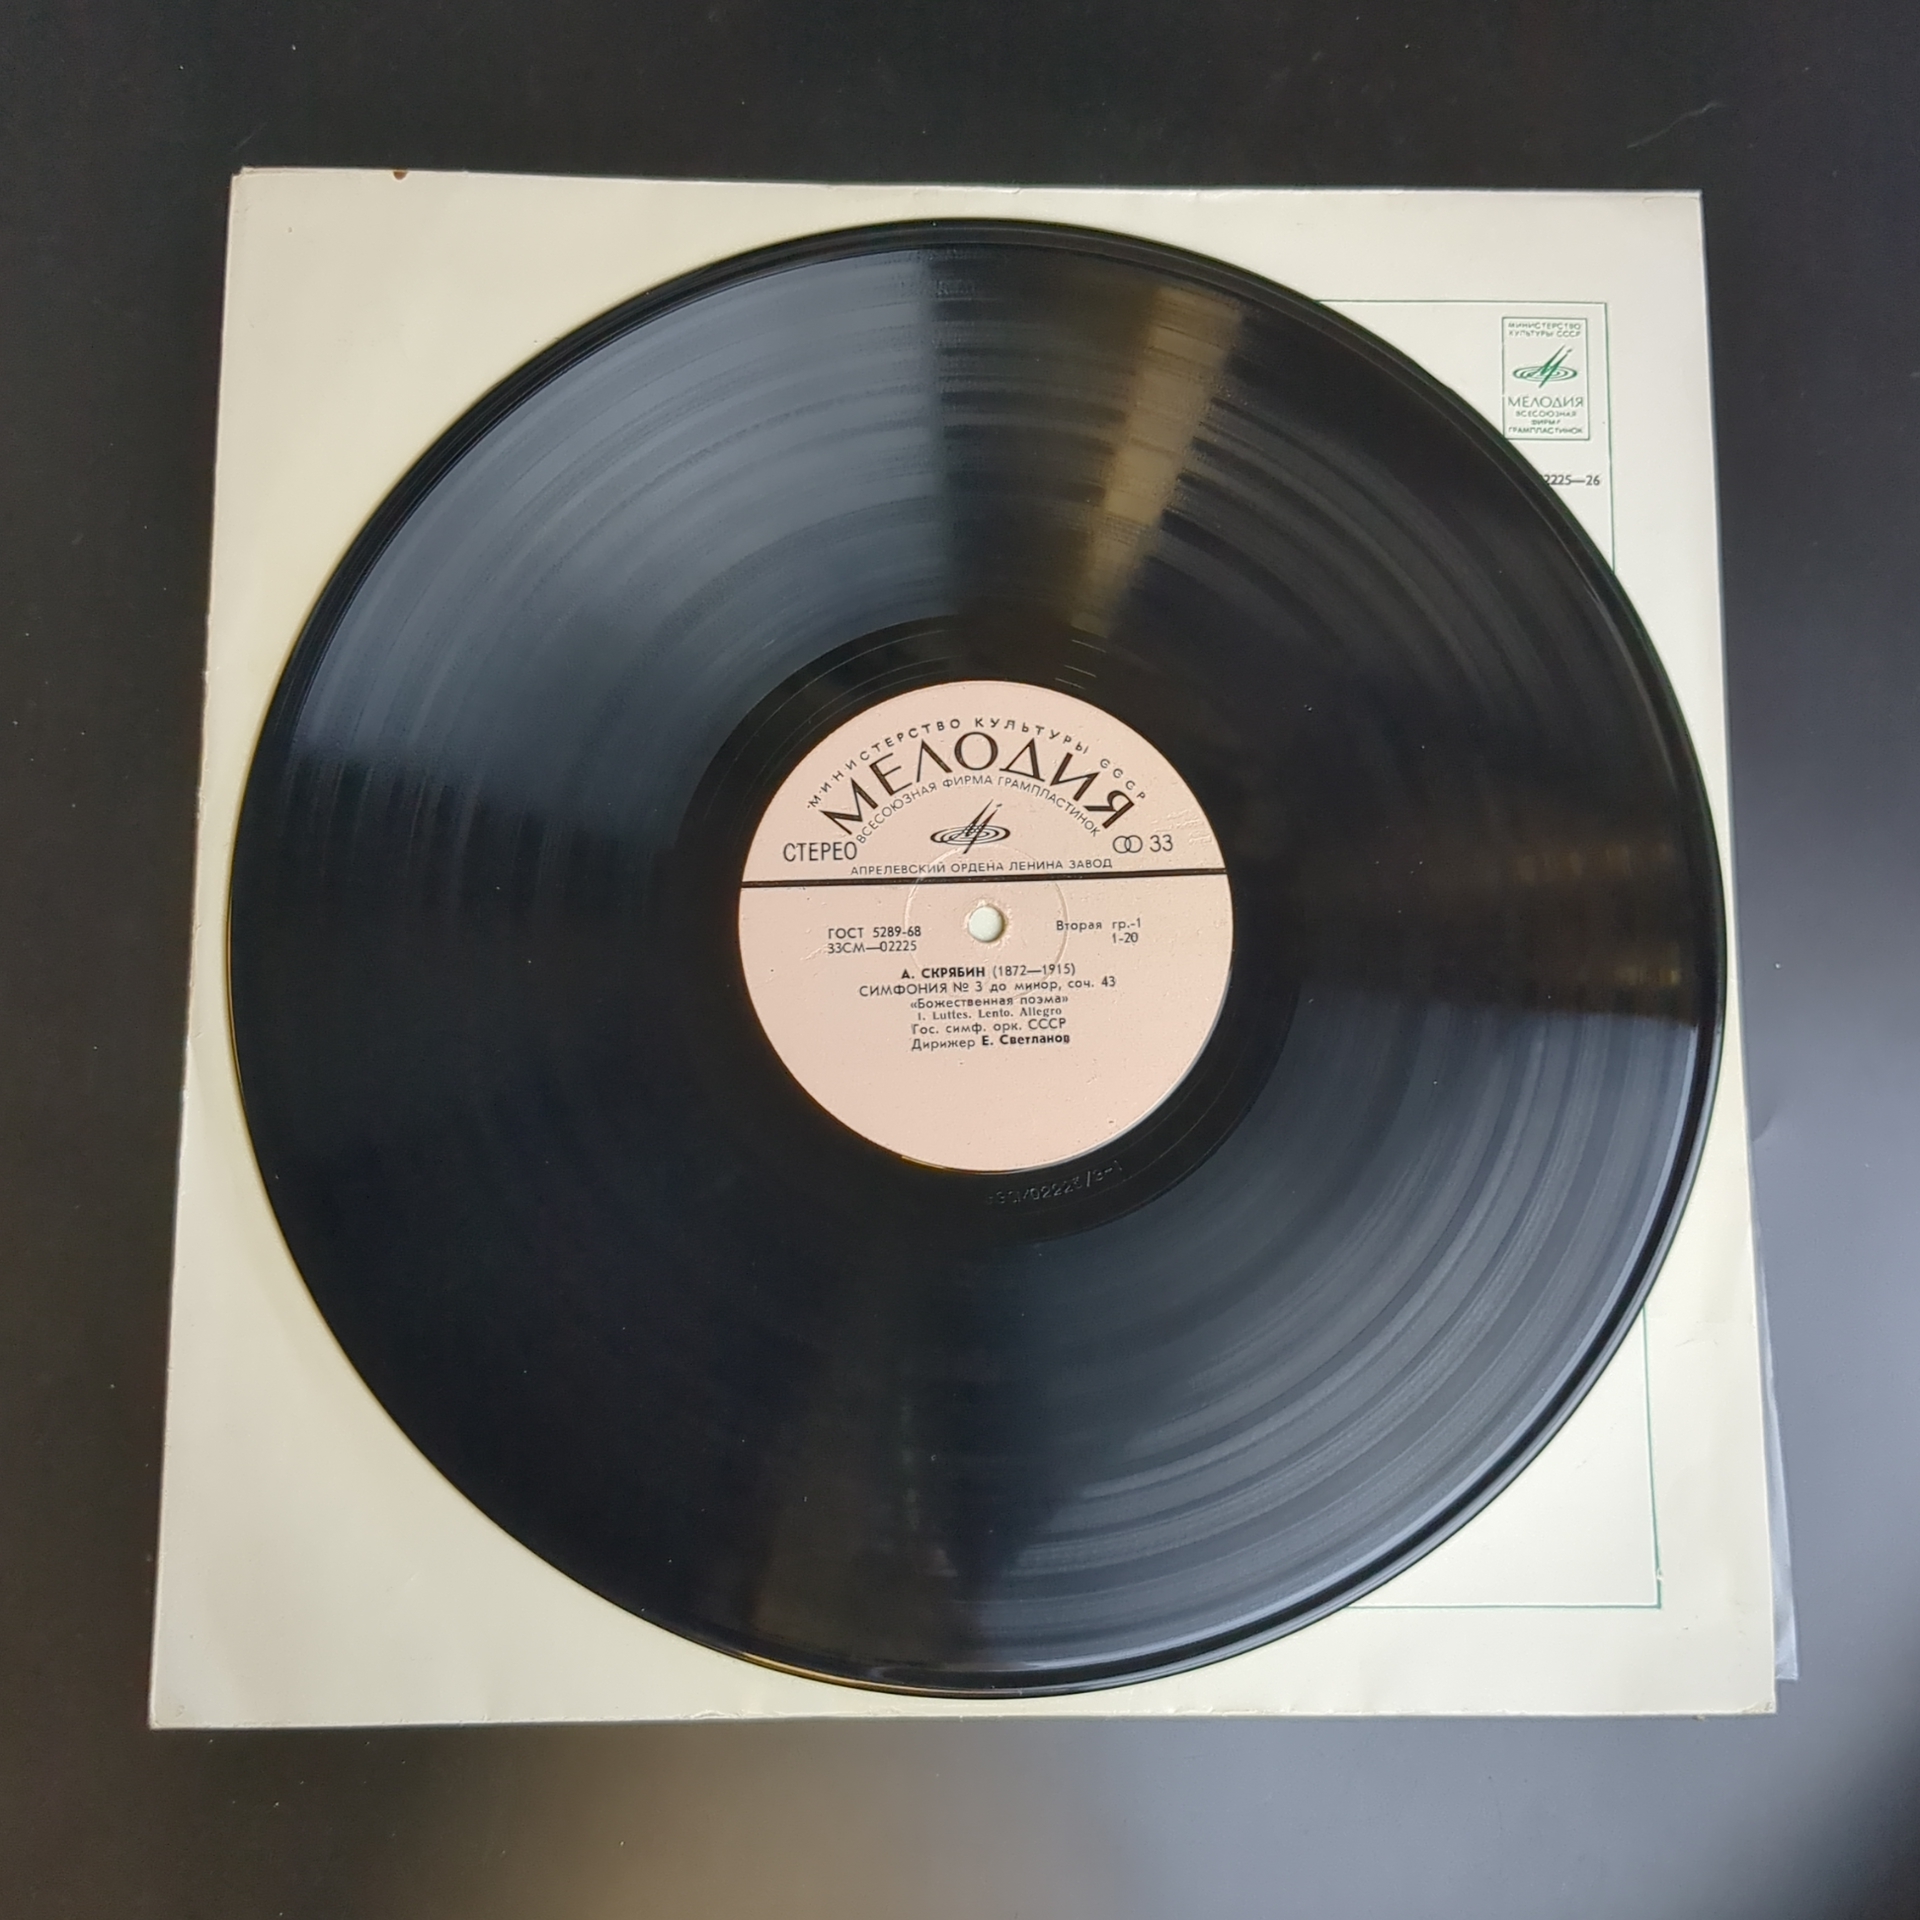 МИНИСТЕРСТВО
КУЛЬТУРЫ СССР
МЕЛОДИЯ
ВСЕСОЮЗНАЯ
ФИРМА
ГРАМПЛАСТИНОК
2225—26
МИНИСТЕРСТВО КУЛЬТУРЫ СССР
МЕЛОДИЯ
ВСЕСОЮЗНАЯ ФИРМА ГРАМПЛАСТИНОК
СТЕРЕО
33
АПРЕЛЕВСКИЙ ОРДЕНА ЛЕНИНА ЗАВОД
ГОСТ 5289-68
33СМ—02225
Вторая гр.-1
1-20
А. СКРЯБИН (1872—1915)
СИМФОНИЯ № 3 до минор, соч. 43
«Божественная поэма»
1. Luttes. Lento. Allegro
Гос. симф. орк. СССР
Дирижер Е. Светланов